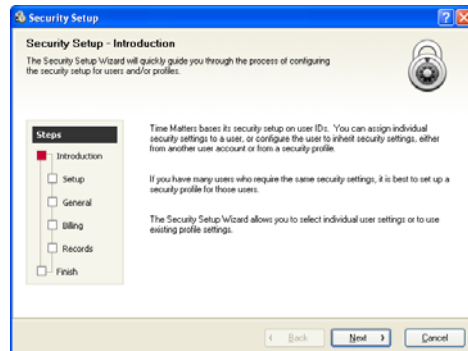 Security Setup
Security Setup - Introduction
The Security Setup Wizard will quickly guide you through the process of configuring
the security setup for users and/or profiles.
Steps
Introduction
Setup
General
Billing
Records
Finish
Time Matters bases its security setup on user IDs. You can assign individual
security settings to a user, or configure the user to inherit security settings, either
from another user account or from a security profile.
If you have many users who require the same security settings, it is best to set up a
security profile for those users.
The Security Setup Wizard allows you to select individual user settings or to use
existing profile settings.
< Back
Next >
Cancel